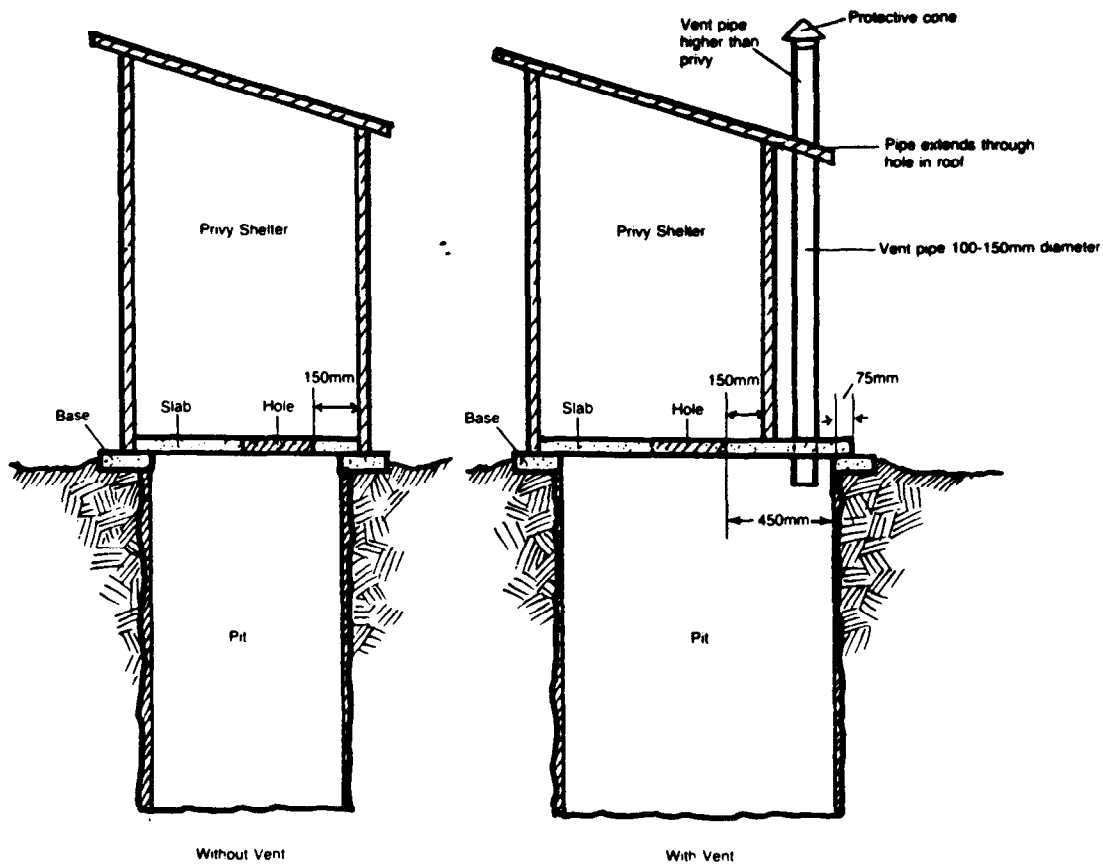 Protective cone
Vent pipe
higher than
privy
Pipe extends through
hole in roof
Privy Shelter
Privy Shelter
Vent pipe 100-150mm diameter
150mm
150mm
75mm
Base
Slab
Hole
Base
Slab
Hole
450mm
Pit
Pit
Without Vent
With Vent